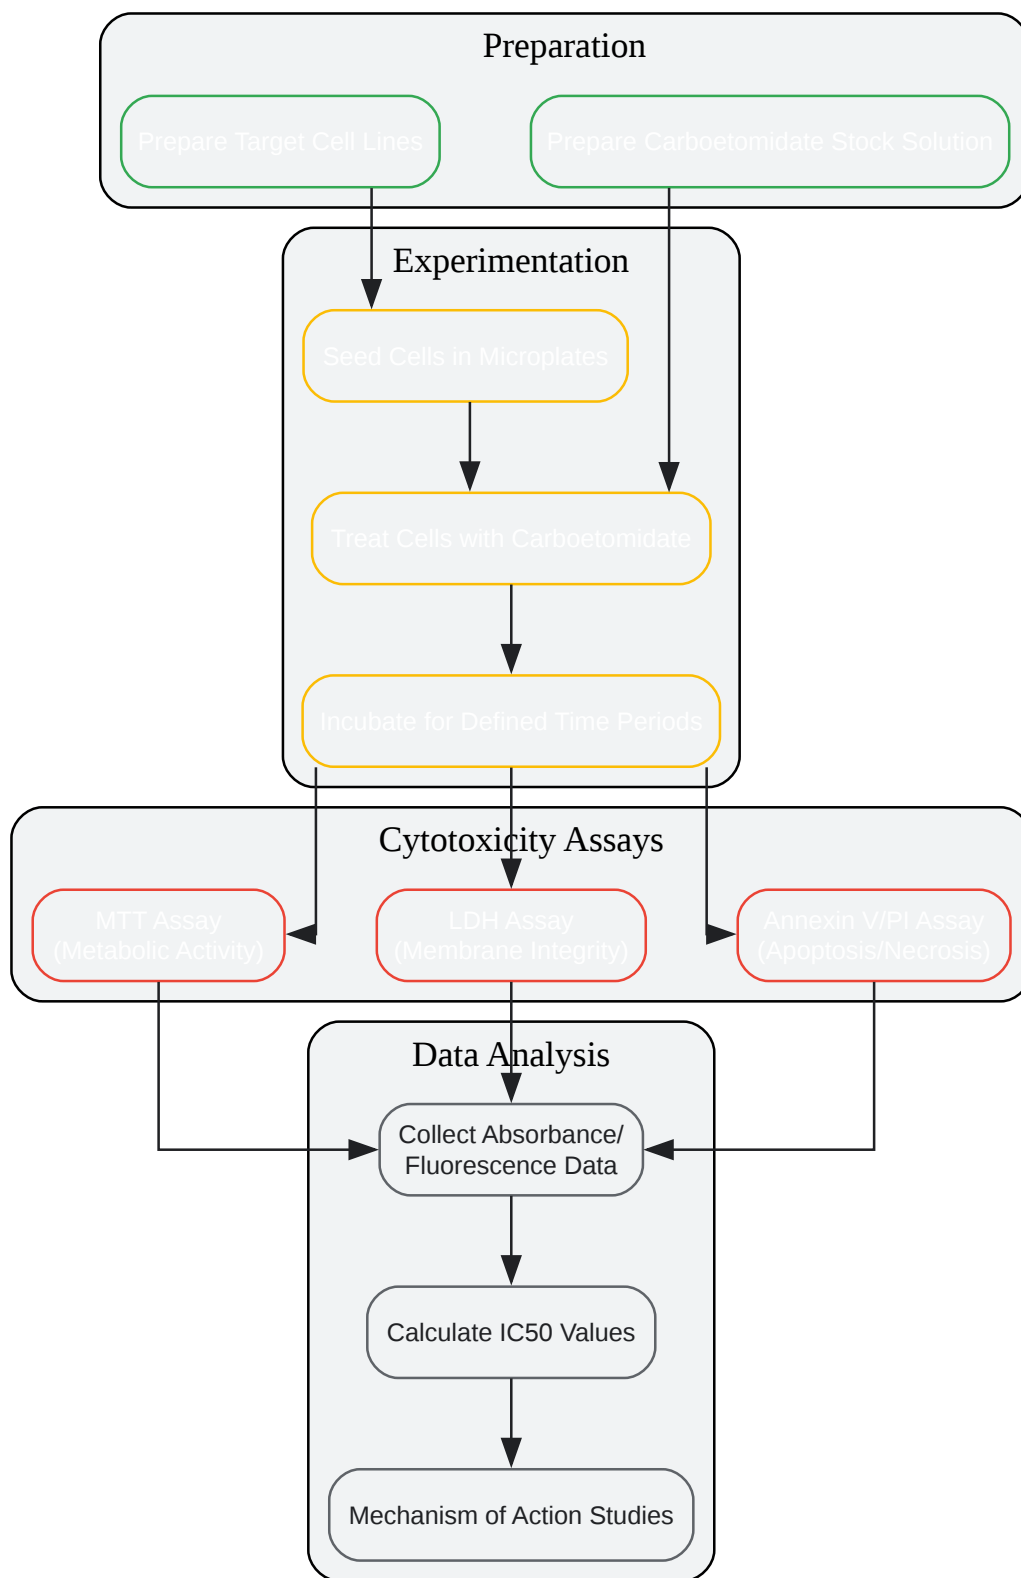 Preparation
Prepare Target Cell Lines
Prepare Carboetomidate Stock Solution
Experimentation
Seed Cells in Microplates
Treat Cells with Carboetomidate
Incubate for Defined Time Periods
Cytotoxicity Assays
MTT Assay
(Metabolic Activity)
LDH Assay
(Membrane Integrity)
Annexin V/PI Assay
(Apoptosis/Necrosis)
Data Analysis
Collect Absorbance/
Fluorescence Data
Calculate IC50 Values
Mechanism of Action Studies